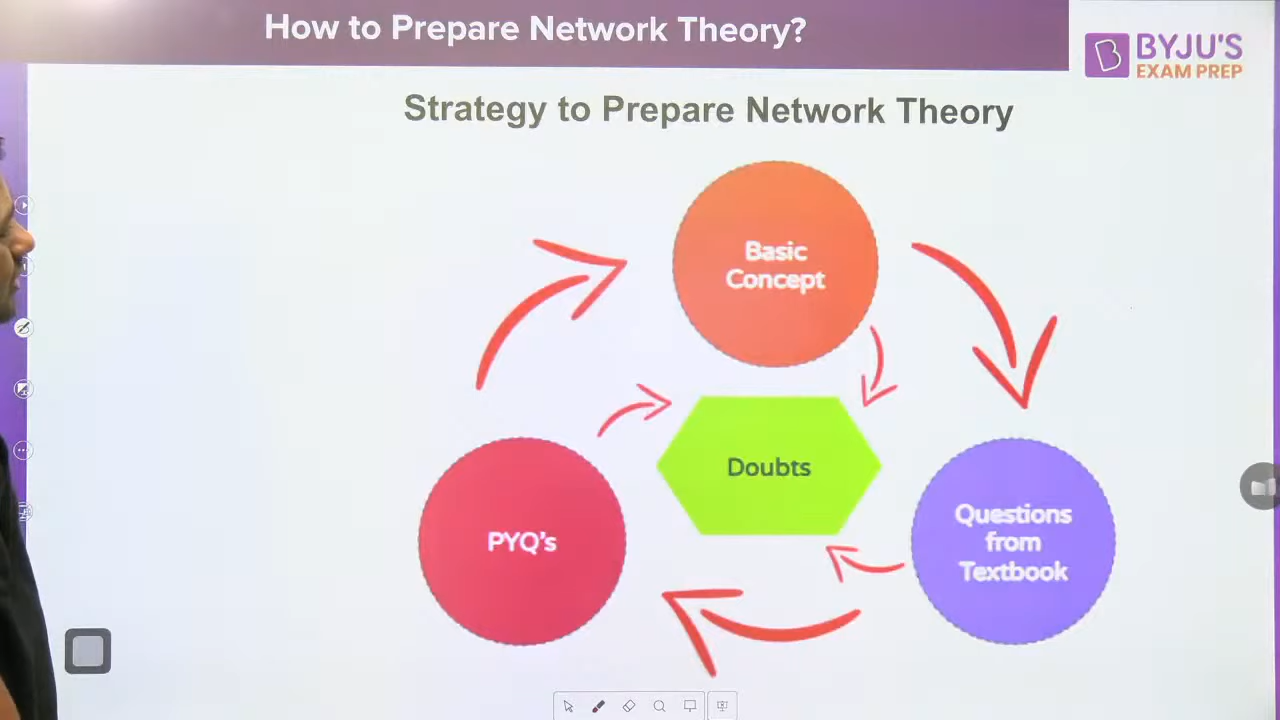 How to Prepare Network Theory?
BYJU'S
EXAM PREP
Strategy to Prepare Network Theory
Basic
Concept
Doubts
PYQ's
Questions
from
Textbook